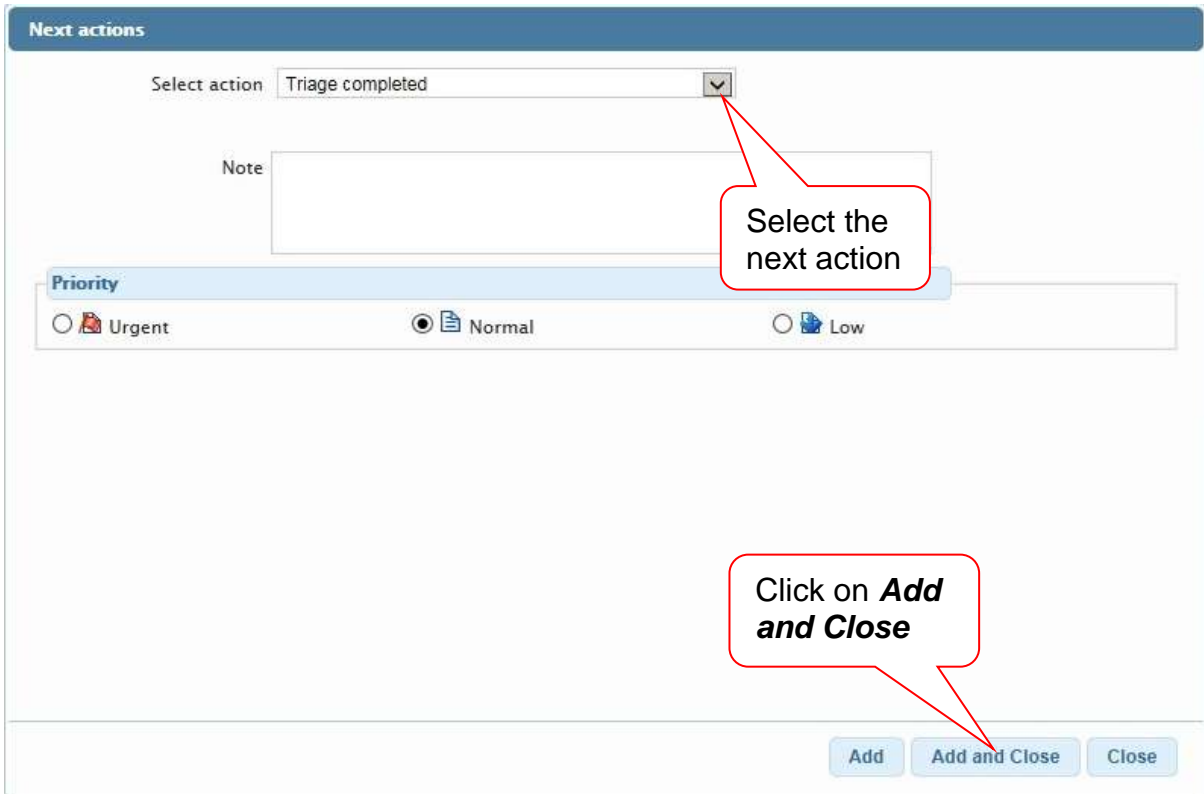 Next actions
Select action Triage completed
Note
Select the
next action
Priority
Urgent Normal Low
Click on Add
and Close
Add Add and Close Close